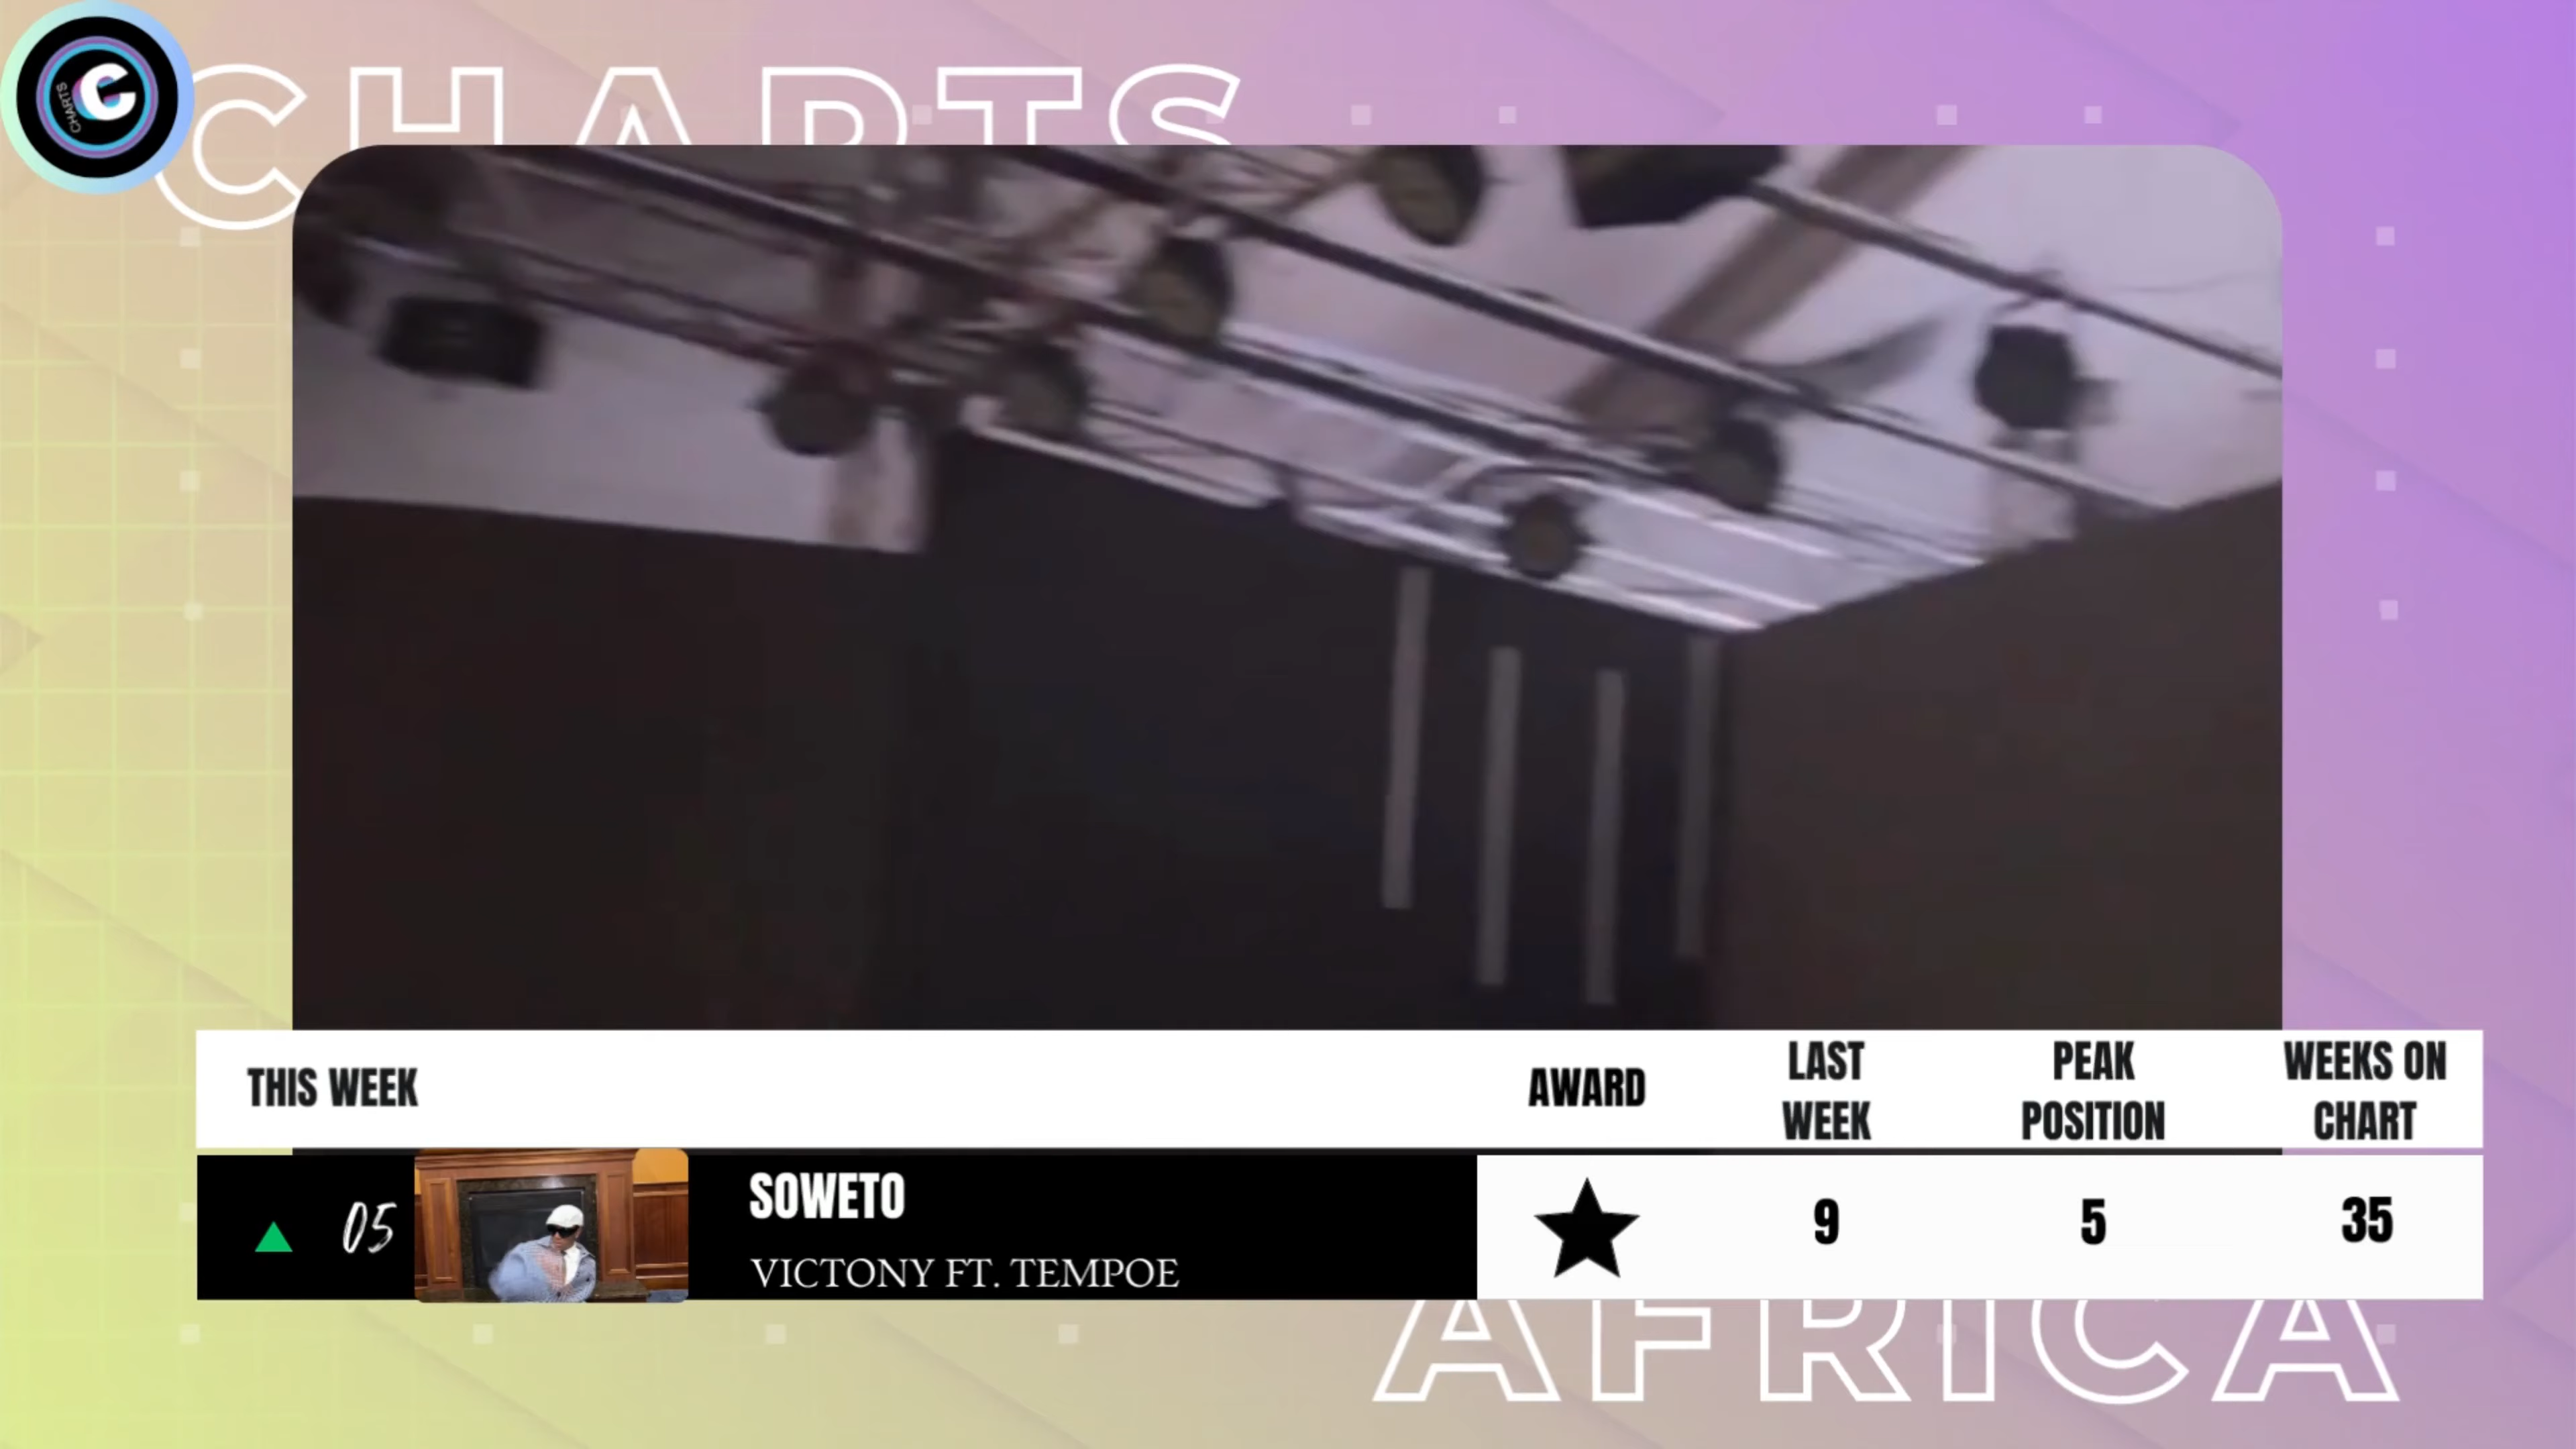 CHARTS
CHARTS
THIS WEEK
AWARD
LAST
WEEK
PEAK
POSITION
WEEKS ON
CHART
05
SOWETO
VICTONY FT. TEMPOE
9
5
35
AFRICA